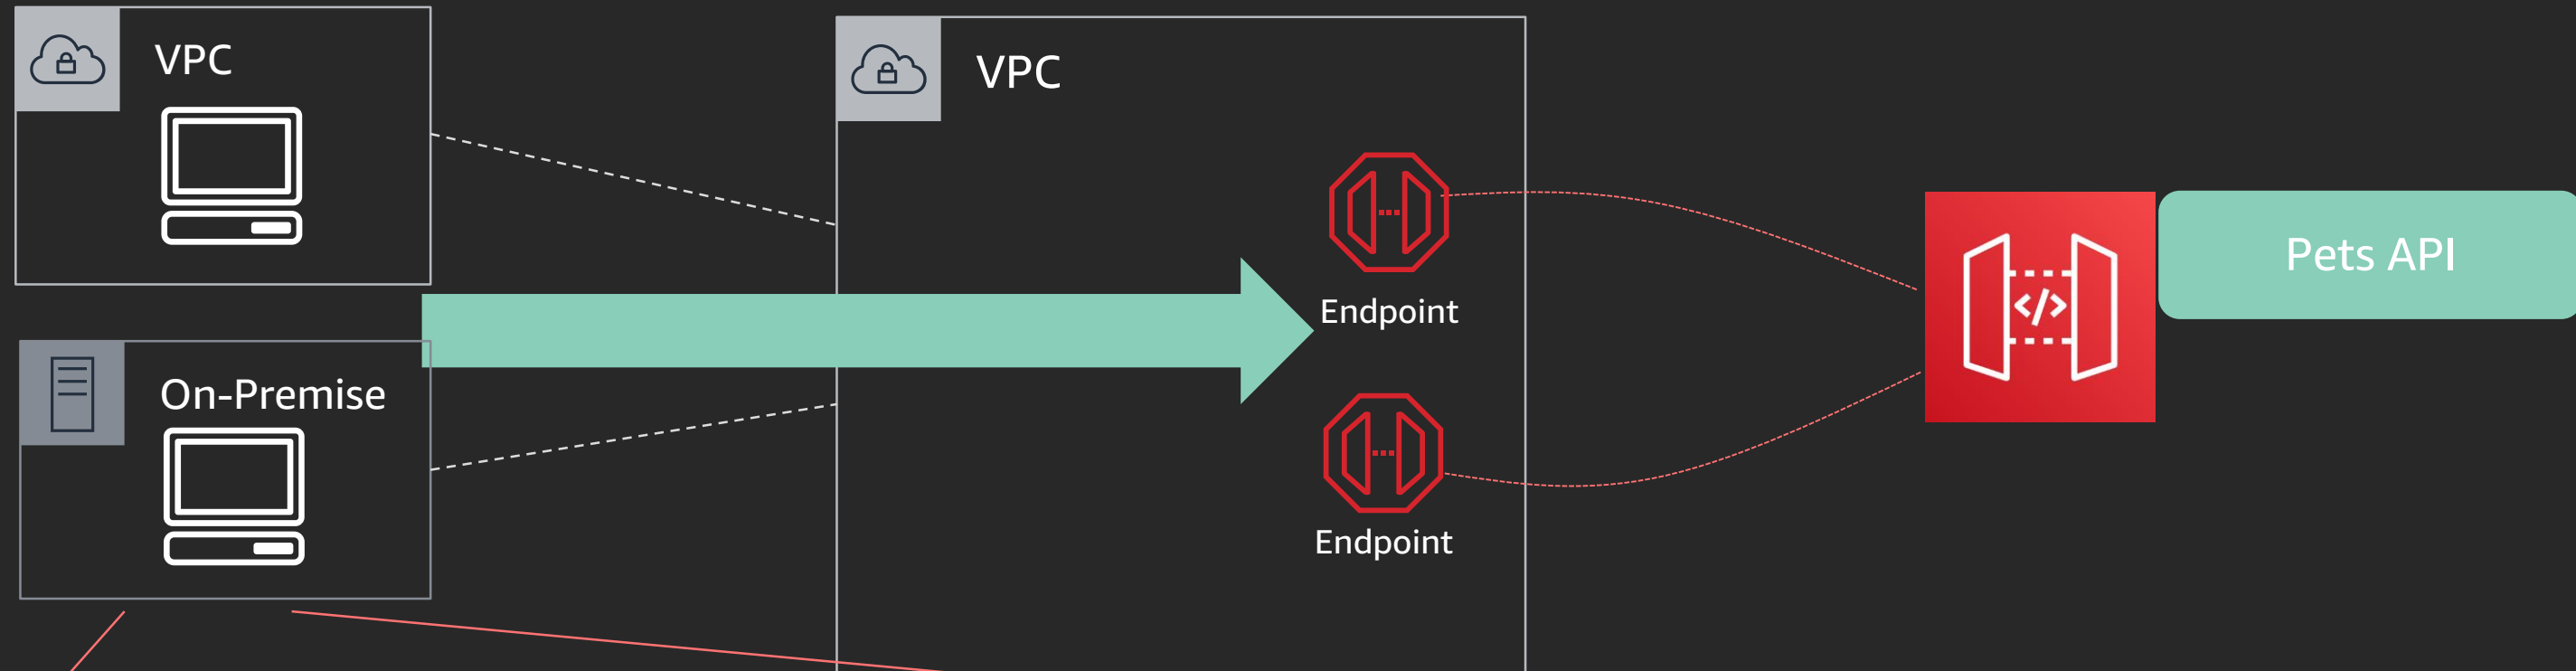 VPC
VPC
Endpoint
Pets API
On-Premise
Endpoint